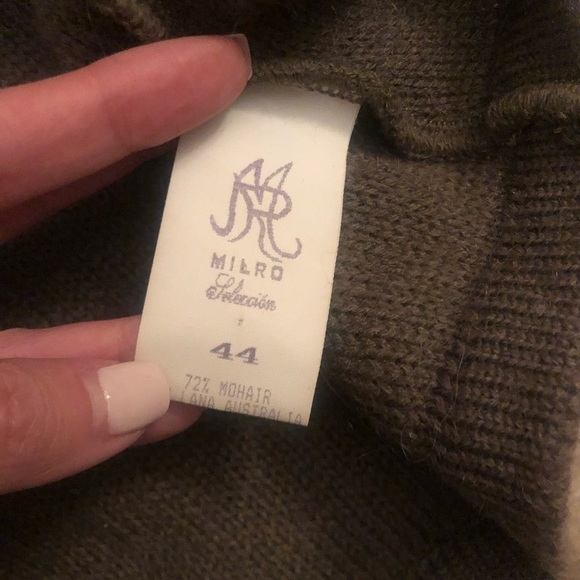 MILRO
Selección
44
72% MOHAIR
LANA AUSTRALIA